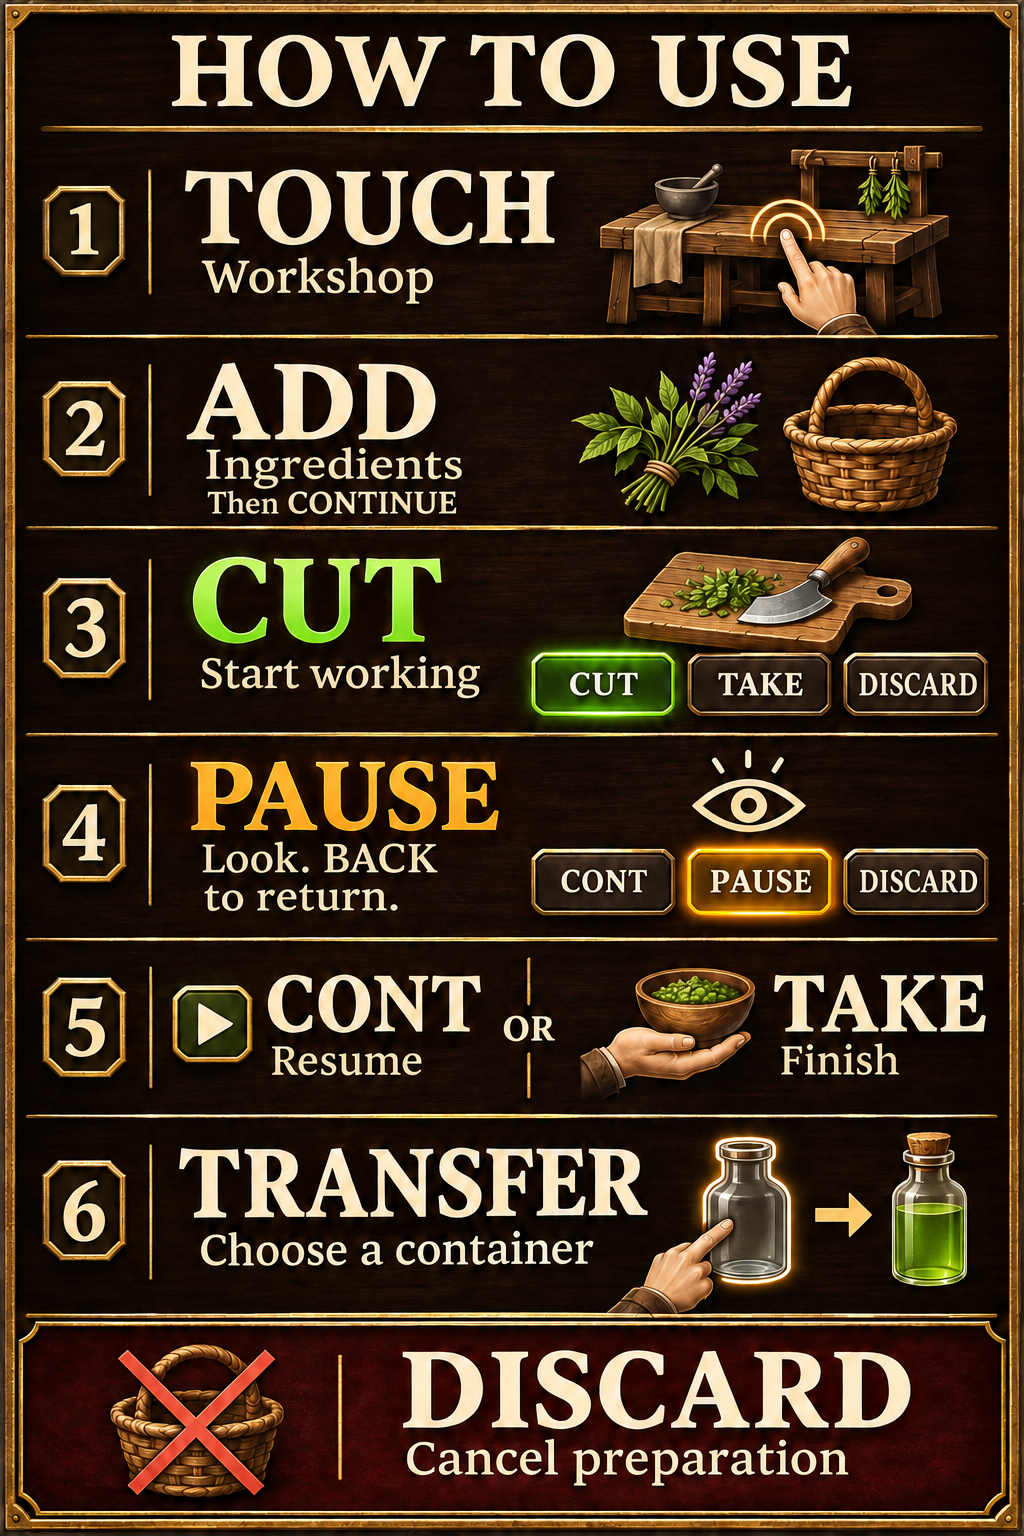 HOW TO USE
1
TOUCH
Workshop
2
ADD
Ingredients
Then CONTINUE
3
CUT
Start working
CUT TAKE DISCARD
4
PAUSE
Look. BACK
to return.
CONT PAUSE DISCARD
5
CONT
Resume
OR
TAKE
Finish
6
TRANSFER
Choose a container
DISCARD
Cancel preparation